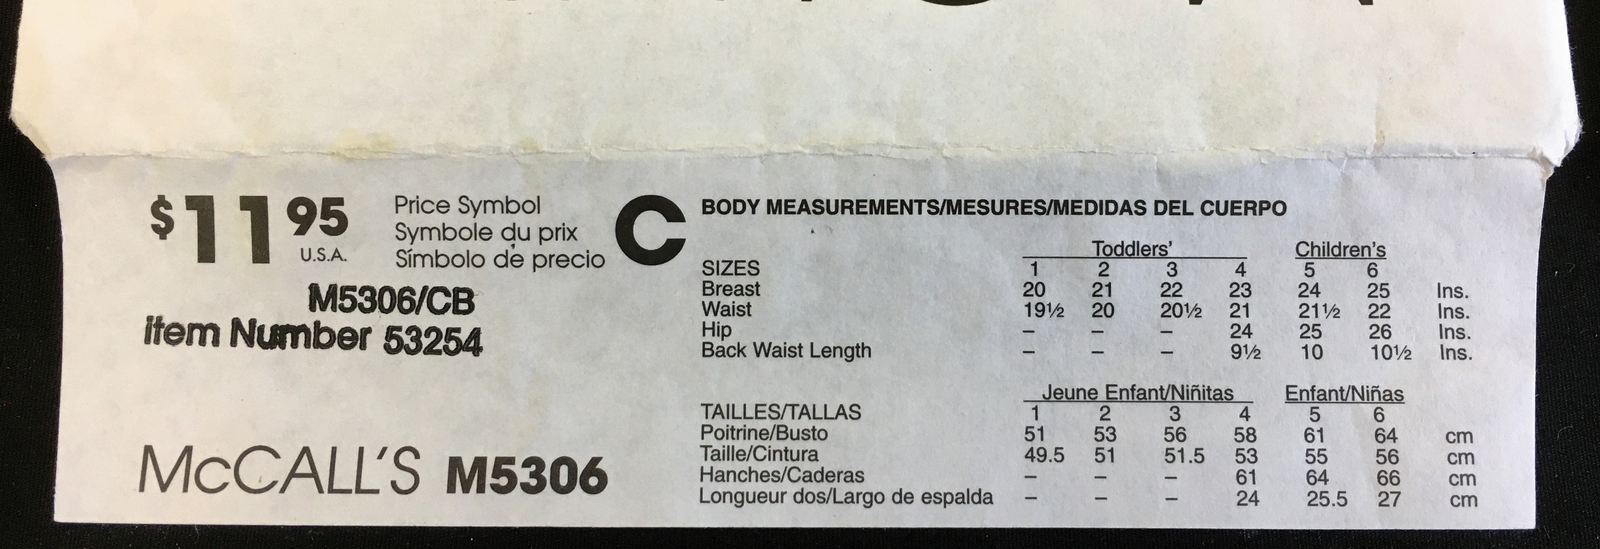 $11 95
U.S.A.
Price Symbol
Symbole du prix
Símbolo de precio
C
M5306/CB
item Number 53254
McCALL'S M5306
BODY MEASUREMENTS/MESURES/MEDIDAS DEL CUERPO
Toddlers' Children's
SIZES 1 2 3 4 5 6
Breast 20 21 22 23 24 25 Ins.
Waist 19½ 20 20½ 21 21½ 22 Ins.
Hip – – – 24 25 26 Ins.
Back Waist Length – – – 9½ 10 10½ Ins.
Jeune Enfant/Niñitas Enfant/Niñas
TAILLES/TALLAS 1 2 3 4 5 6
Poitrine/Busto 51 53 56 58 61 64 cm
Taille/Cintura 49.5 51 51.5 53 55 56 cm
Hanches/Caderas – – – 61 64 66 cm
Longueur dos/Largo de espalda – – – 24 25.5 27 cm